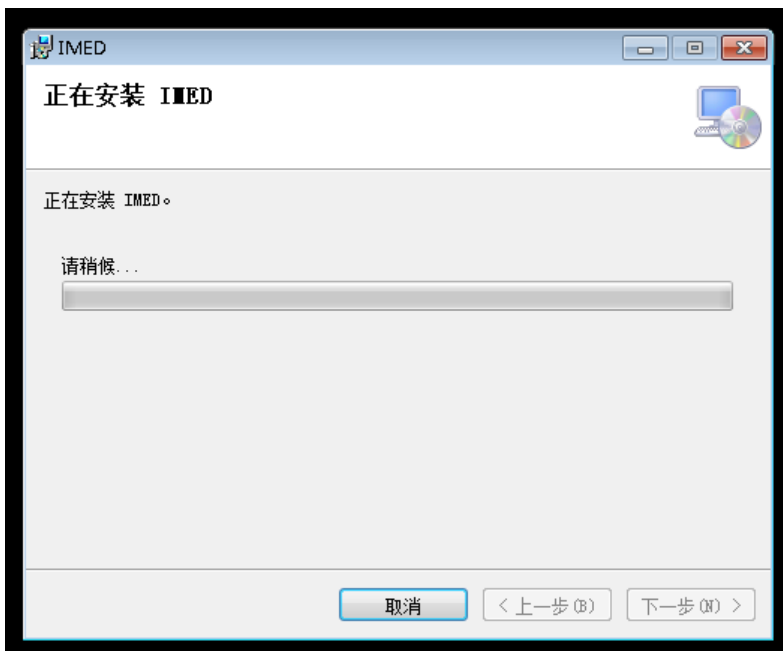 IMED
正在安装 IMED
正在安装 IMED。
请稍候...
取消
< 上一步(B)
下一步(N) >